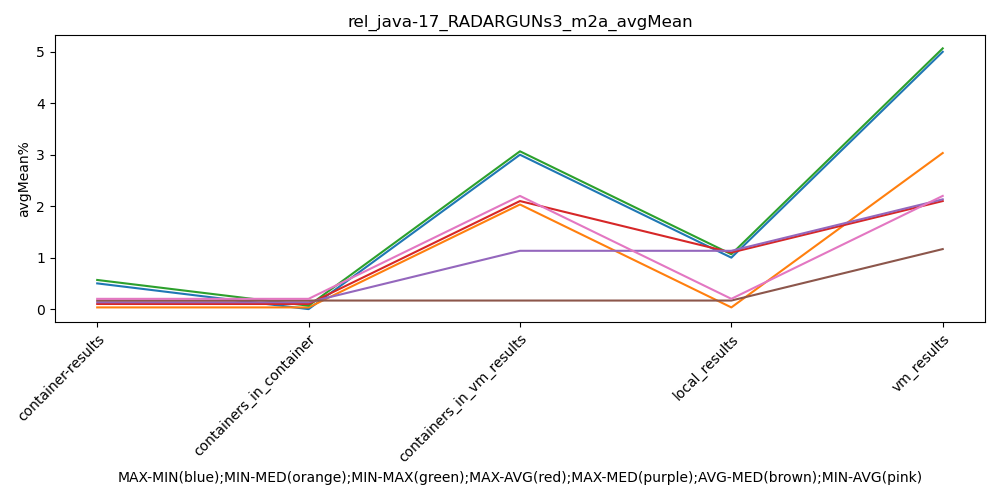 rel_java-17_RADARGUNs3_m2a_avgMean
avgMean%
5
4
3
2
1
0
container-results
containers_in_container
containers_in_vm_results
local_results
vm_results
MAX-MIN(blue);MIN-MED(orange);MIN-MAX(green);MAX-AVG(red);MAX-MED(purple);AVG-MED(brown);MIN-AVG(pink)